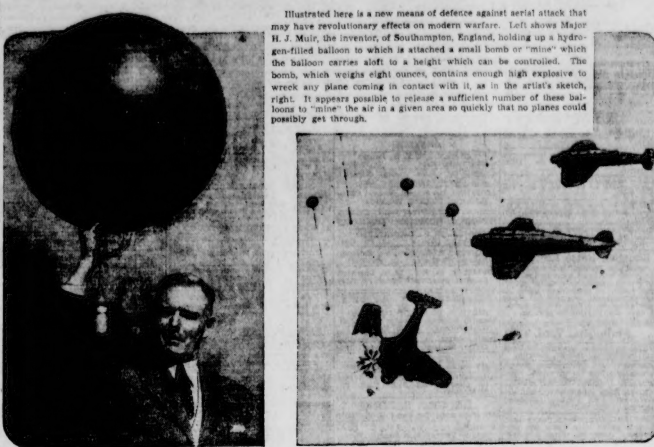 Illustrated here is a new means of defence against aerial attack that
may have revolutionary effects on modern warfare. Left shows Major
H. J. Muir, the inventor, of Southampton, England, holding up a hydro-
gen-filled balloon to which is attached a small bomb or "mine" which
the balloon carries aloft to a height which can be controlled. The
bomb, which weighs eight ounces, contains enough high explosive to
wreck any plane coming in contact with it, as in the artist's sketch,
right. It appears possible to release a sufficient number of these bal-
loons to "mine" the air in a given area so quickly that no planes could
possibly get through.